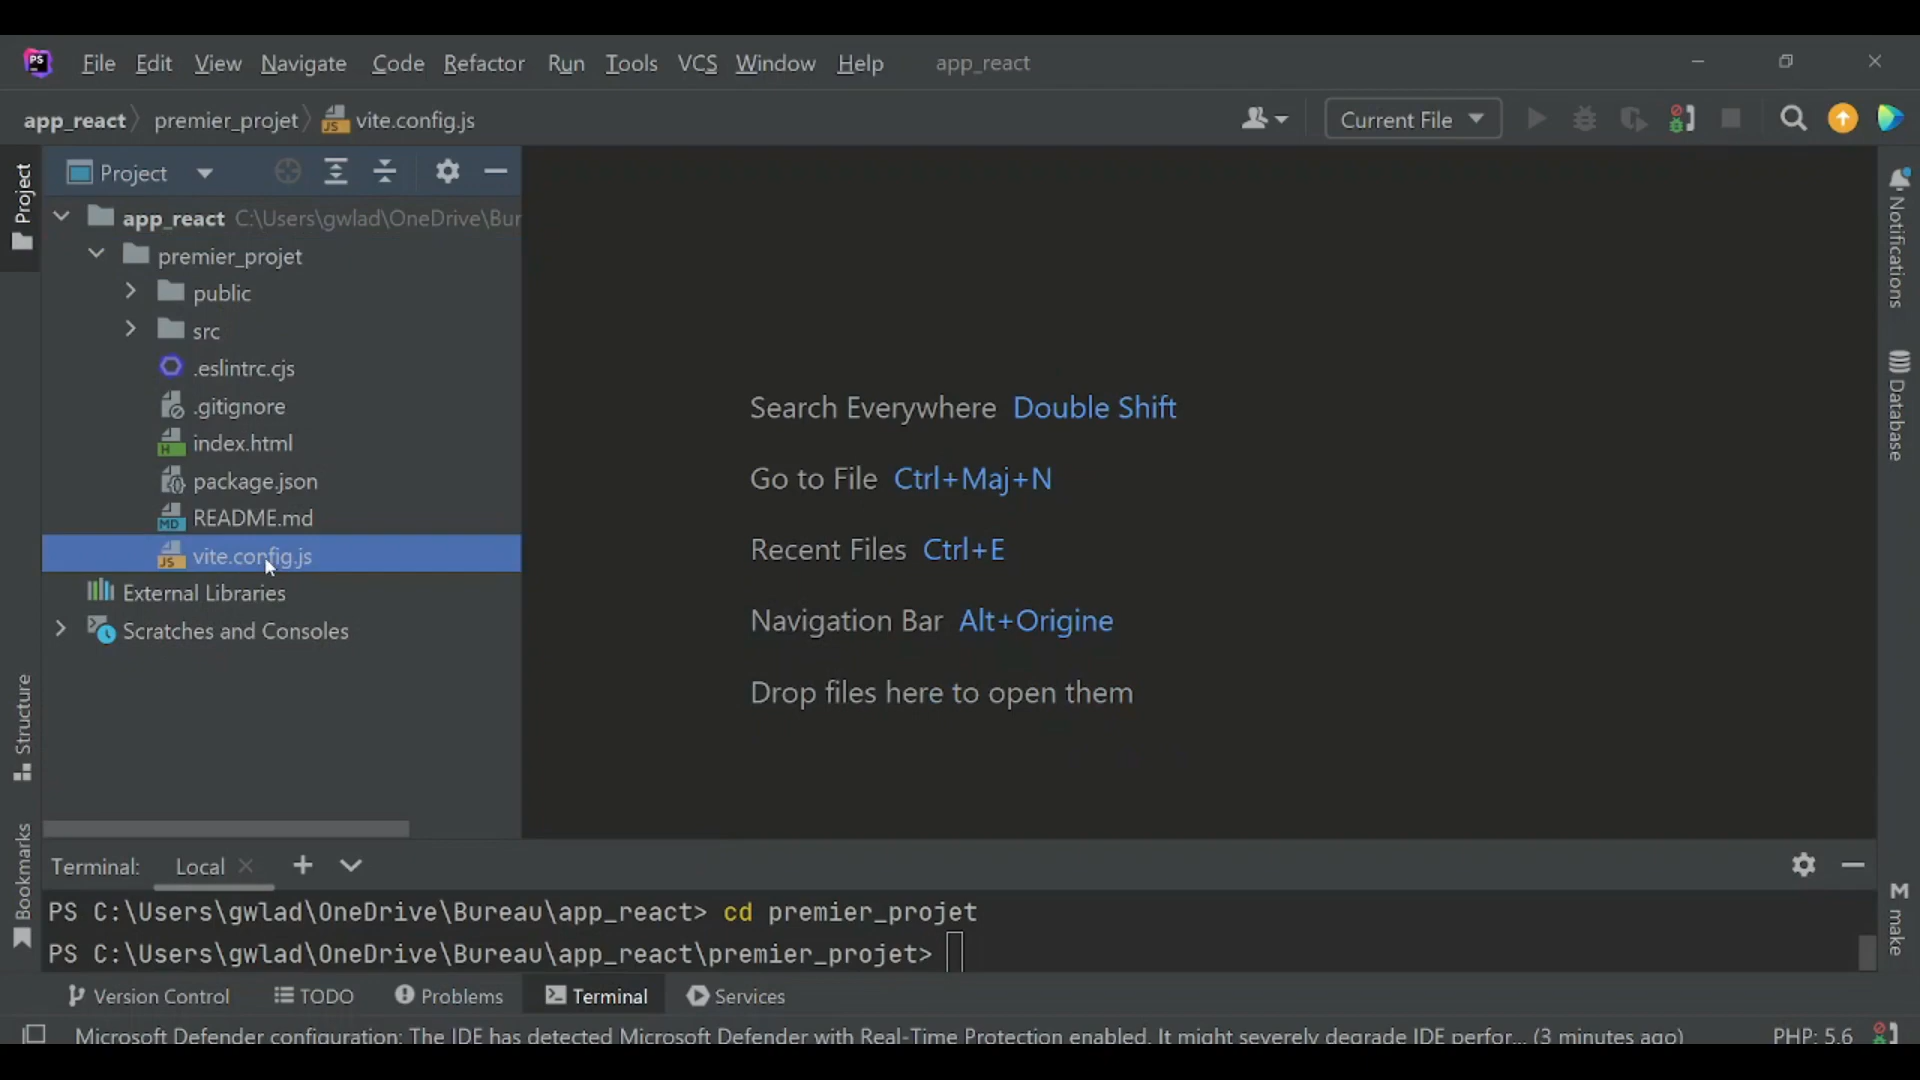 PS File Edit View Navigate Code Refactor Run Tools VCS Window Help app_react
app_react premier_projet vite.config.js Current File
Project
Project
app_react C:\Users\gwlad\OneDrive\Bur
premier_projet
public
src
.eslintrc.cjs
.gitignore
index.html
package.json
README.md
vite.config.js
External Libraries
Scratches and Consoles
Structure
Bookmarks
Search Everywhere Double Shift
Go to File Ctrl+Maj+N
Recent Files Ctrl+E
Navigation Bar Alt+Origine
Drop files here to open them
Notifications
Database
make
Terminal: Local
PS C:\Users\gwlad\OneDrive\Bureau\app_react> cd premier_projet
PS C:\Users\gwlad\OneDrive\Bureau\app_react\premier_projet>
Version Control TODO Problems Terminal Services
Microsoft Defender configuration: The IDE has detected Microsoft Defender with Real-Time Protection enabled. It might severely degrade IDE perfor... (3 minutes ago) PHP: 5.6